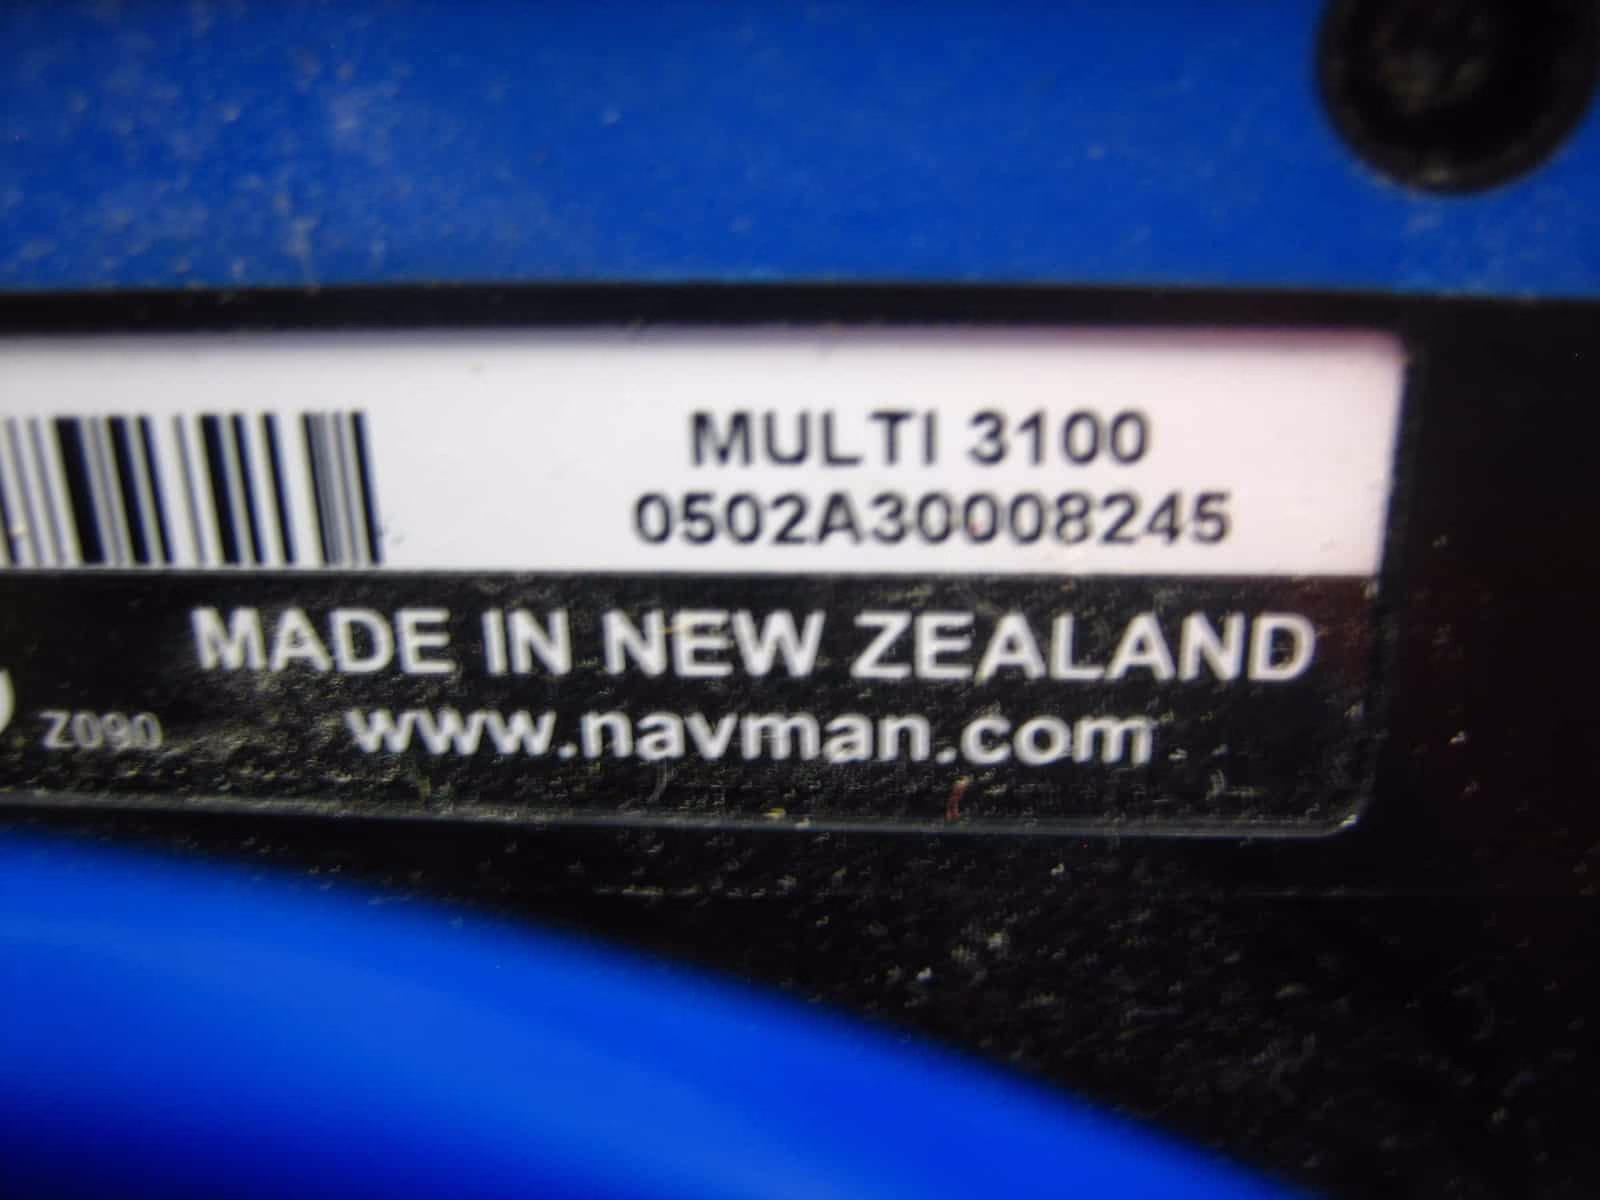 MULTI 3100
0502A30008245
MADE IN NEW ZEALAND
Z090 www.navman.com